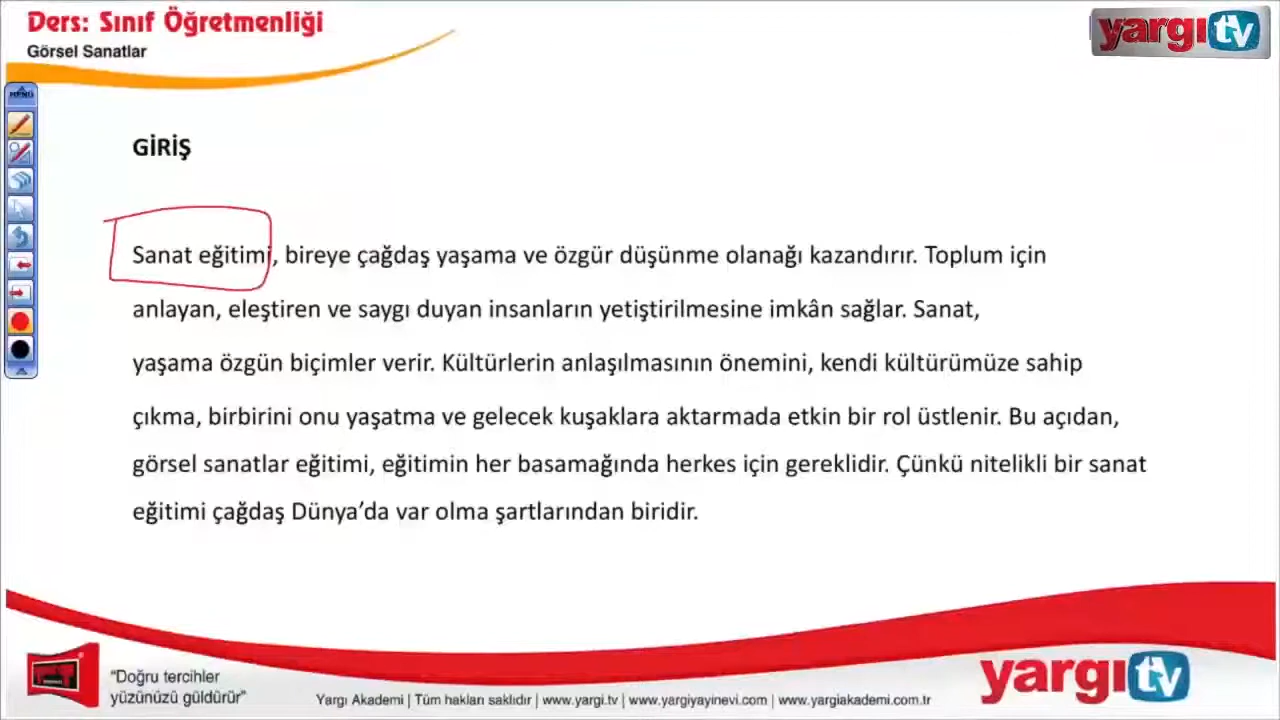 Ders: Sınıf Öğretmenliği
Görsel Sanatlar
yargı tv
GİRİŞ
Sanat eğitimi, bireye çağdaş yaşama ve özgür düşünme olanağı kazandırır. Toplum için
anlayan, eleştiren ve saygı duyan insanların yetiştirilmesine imkân sağlar. Sanat,
yaşama özgün biçimler verir. Kültürlerin anlaşılmasının önemini, kendi kültürümüze sahip
çıkma, birbirini onu yaşatma ve gelecek kuşaklara aktarmada etkin bir rol üstlenir. Bu açıdan,
görsel sanatlar eğitimi, eğitimin her basamağında herkes için gereklidir. Çünkü nitelikli bir sanat
eğitimi çağdaş Dünya’da var olma şartlarından biridir.
"Doğru tercihler
yüzünüzü güldürür"
Yargı Akademi | Tüm hakları saklıdır | www.yargi.tv | www.yargiyayinevi.com | www.yargiakademi.com.tr
yargı tv